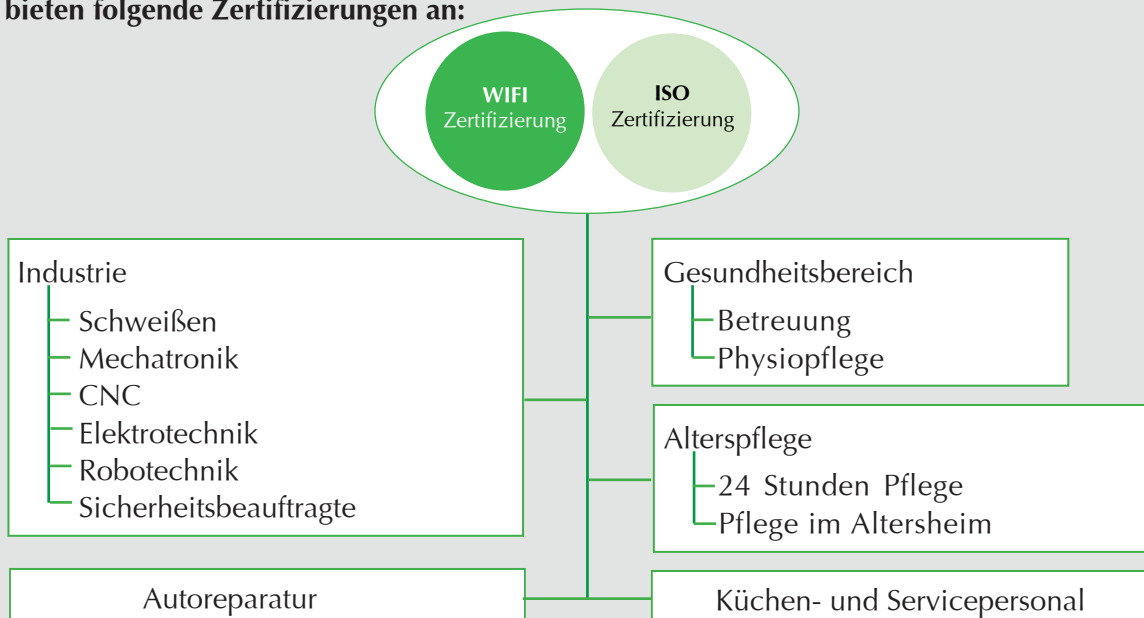 bieten folgende Zertifizierungen an:
WIFI
Zertifizierung
ISO
Zertifizierung
Industrie
Schweißen
Mechatronik
CNC
Elektrotechnik
Robotechnik
Sicherheitsbeauftragte
Gesundheitsbereich
Betreuung
Physiopflege
Alterspflege
24 Stunden Pflege
Pflege im Altersheim
Autoreparatur
Küchen- und Servicepersonal